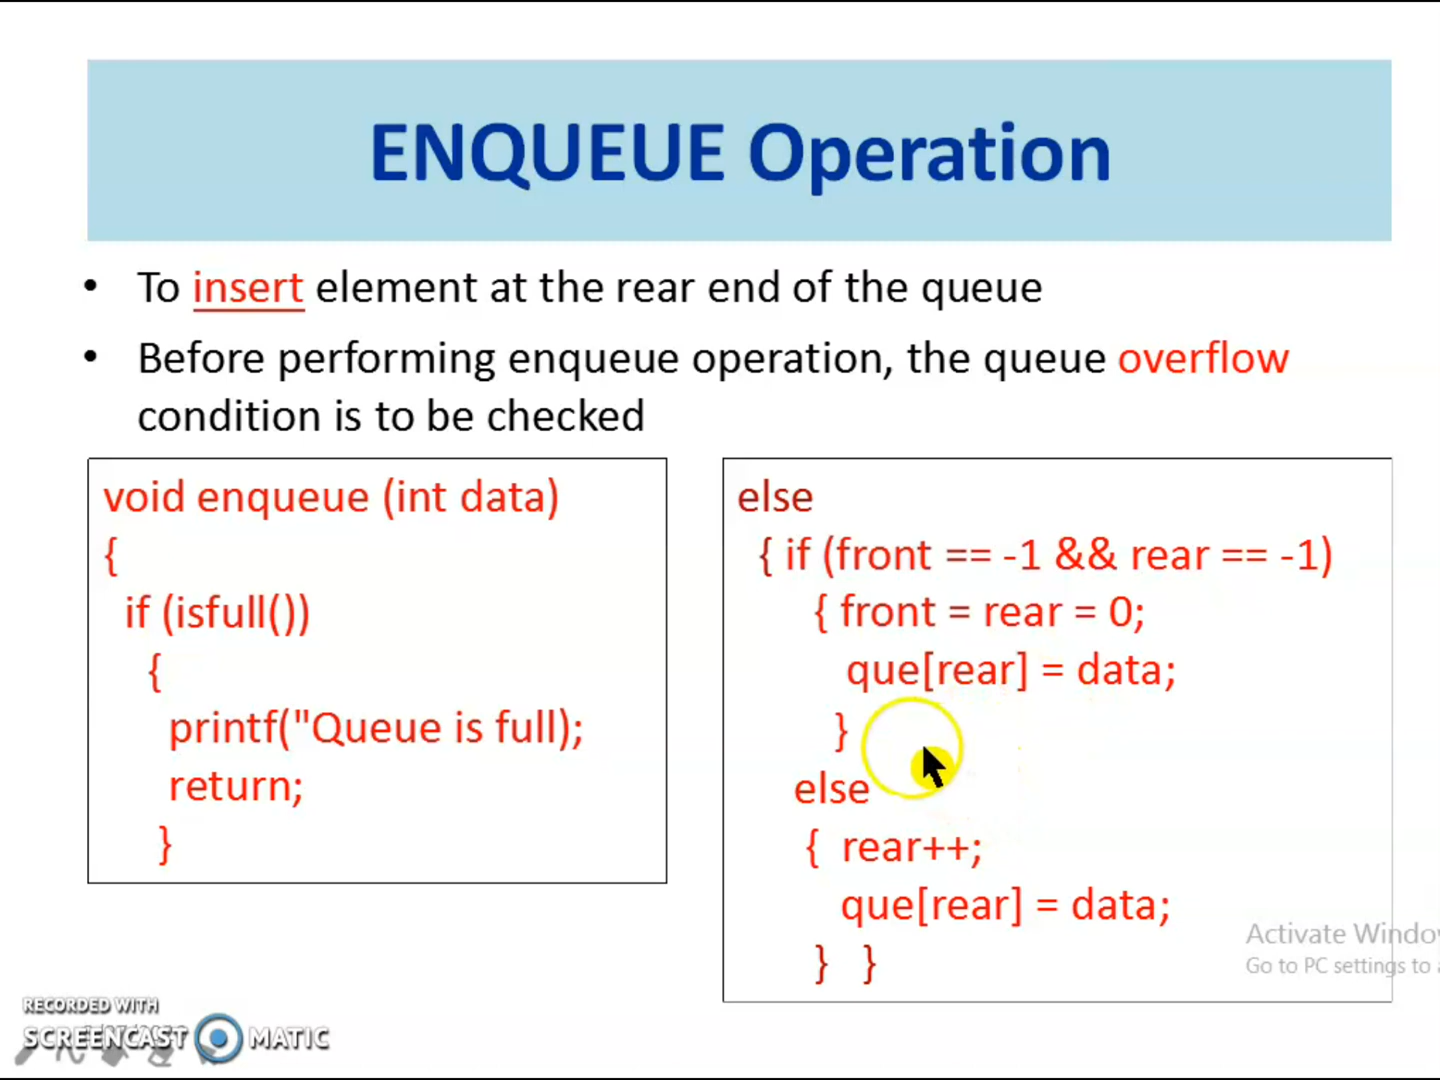 ENQUEUE Operation
• To insert element at the rear end of the queue
• Before performing enqueue operation, the queue overflow
condition is to be checked
void enqueue (int data)
{
if (isfull())
{
printf("Queue is full);
return;
}
else
{ if (front == -1 && rear == -1)
{ front = rear = 0;
que[rear] = data;
}
else
{ rear++;
que[rear] = data;
} }
Activate Windo
Go to PC settings to
RECORDED WITH
SCREENCAST MATIC